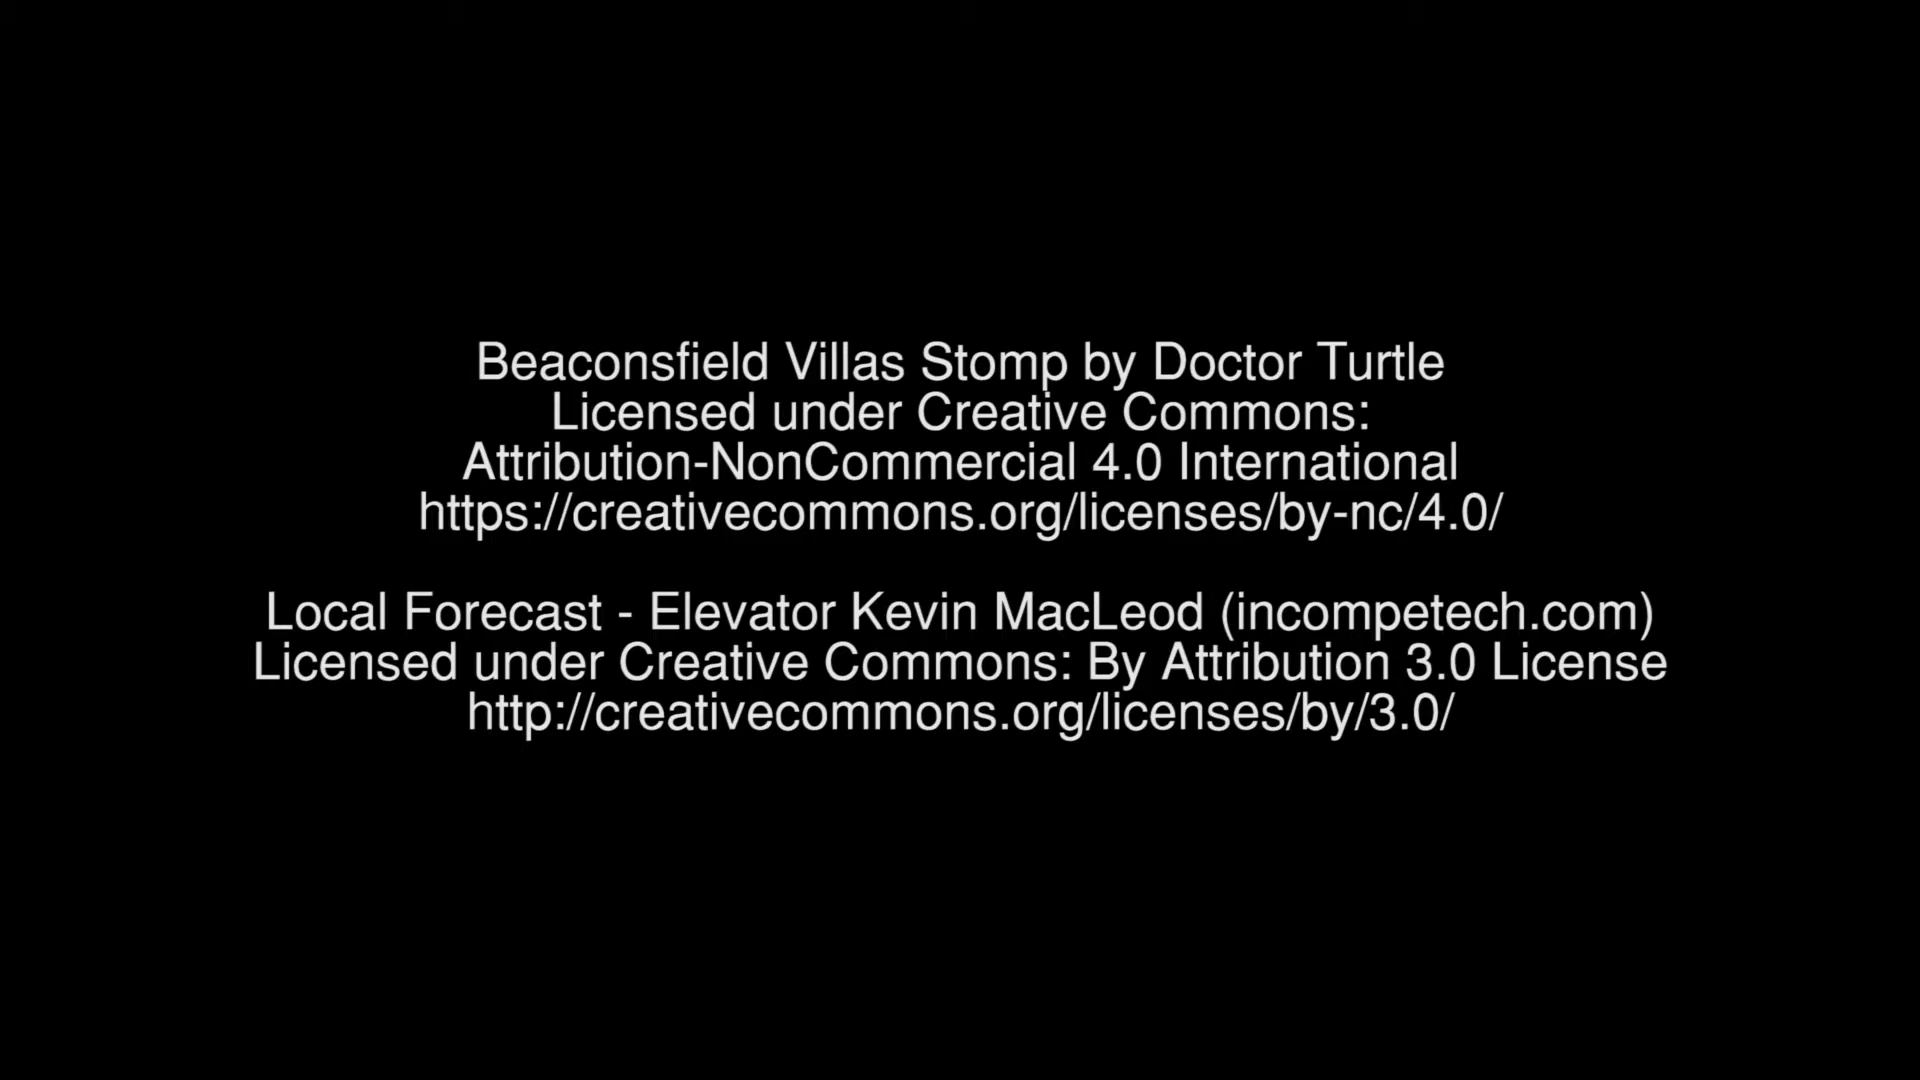 Beaconsfield Villas Stomp by Doctor Turtle
Licensed under Creative Commons:
Attribution-NonCommercial 4.0 International
https://creativecommons.org/licenses/by-nc/4.0/
Local Forecast - Elevator Kevin MacLeod (incompetech.com)
Licensed under Creative Commons: By Attribution 3.0 License
http://creativecommons.org/licenses/by/3.0/